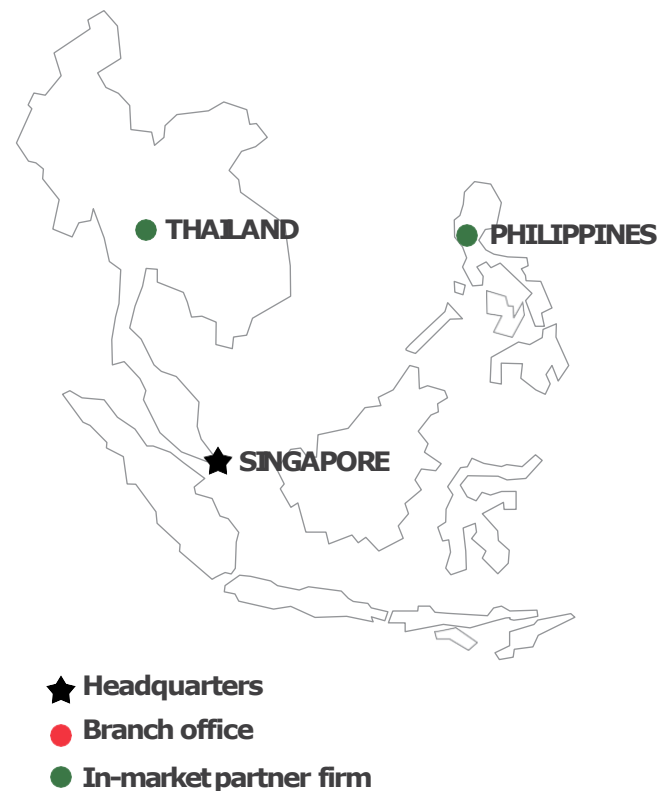 THAILAND
PHILIPPINES
SINGAPORE
Headquarters
Branch office
In-market partner firm